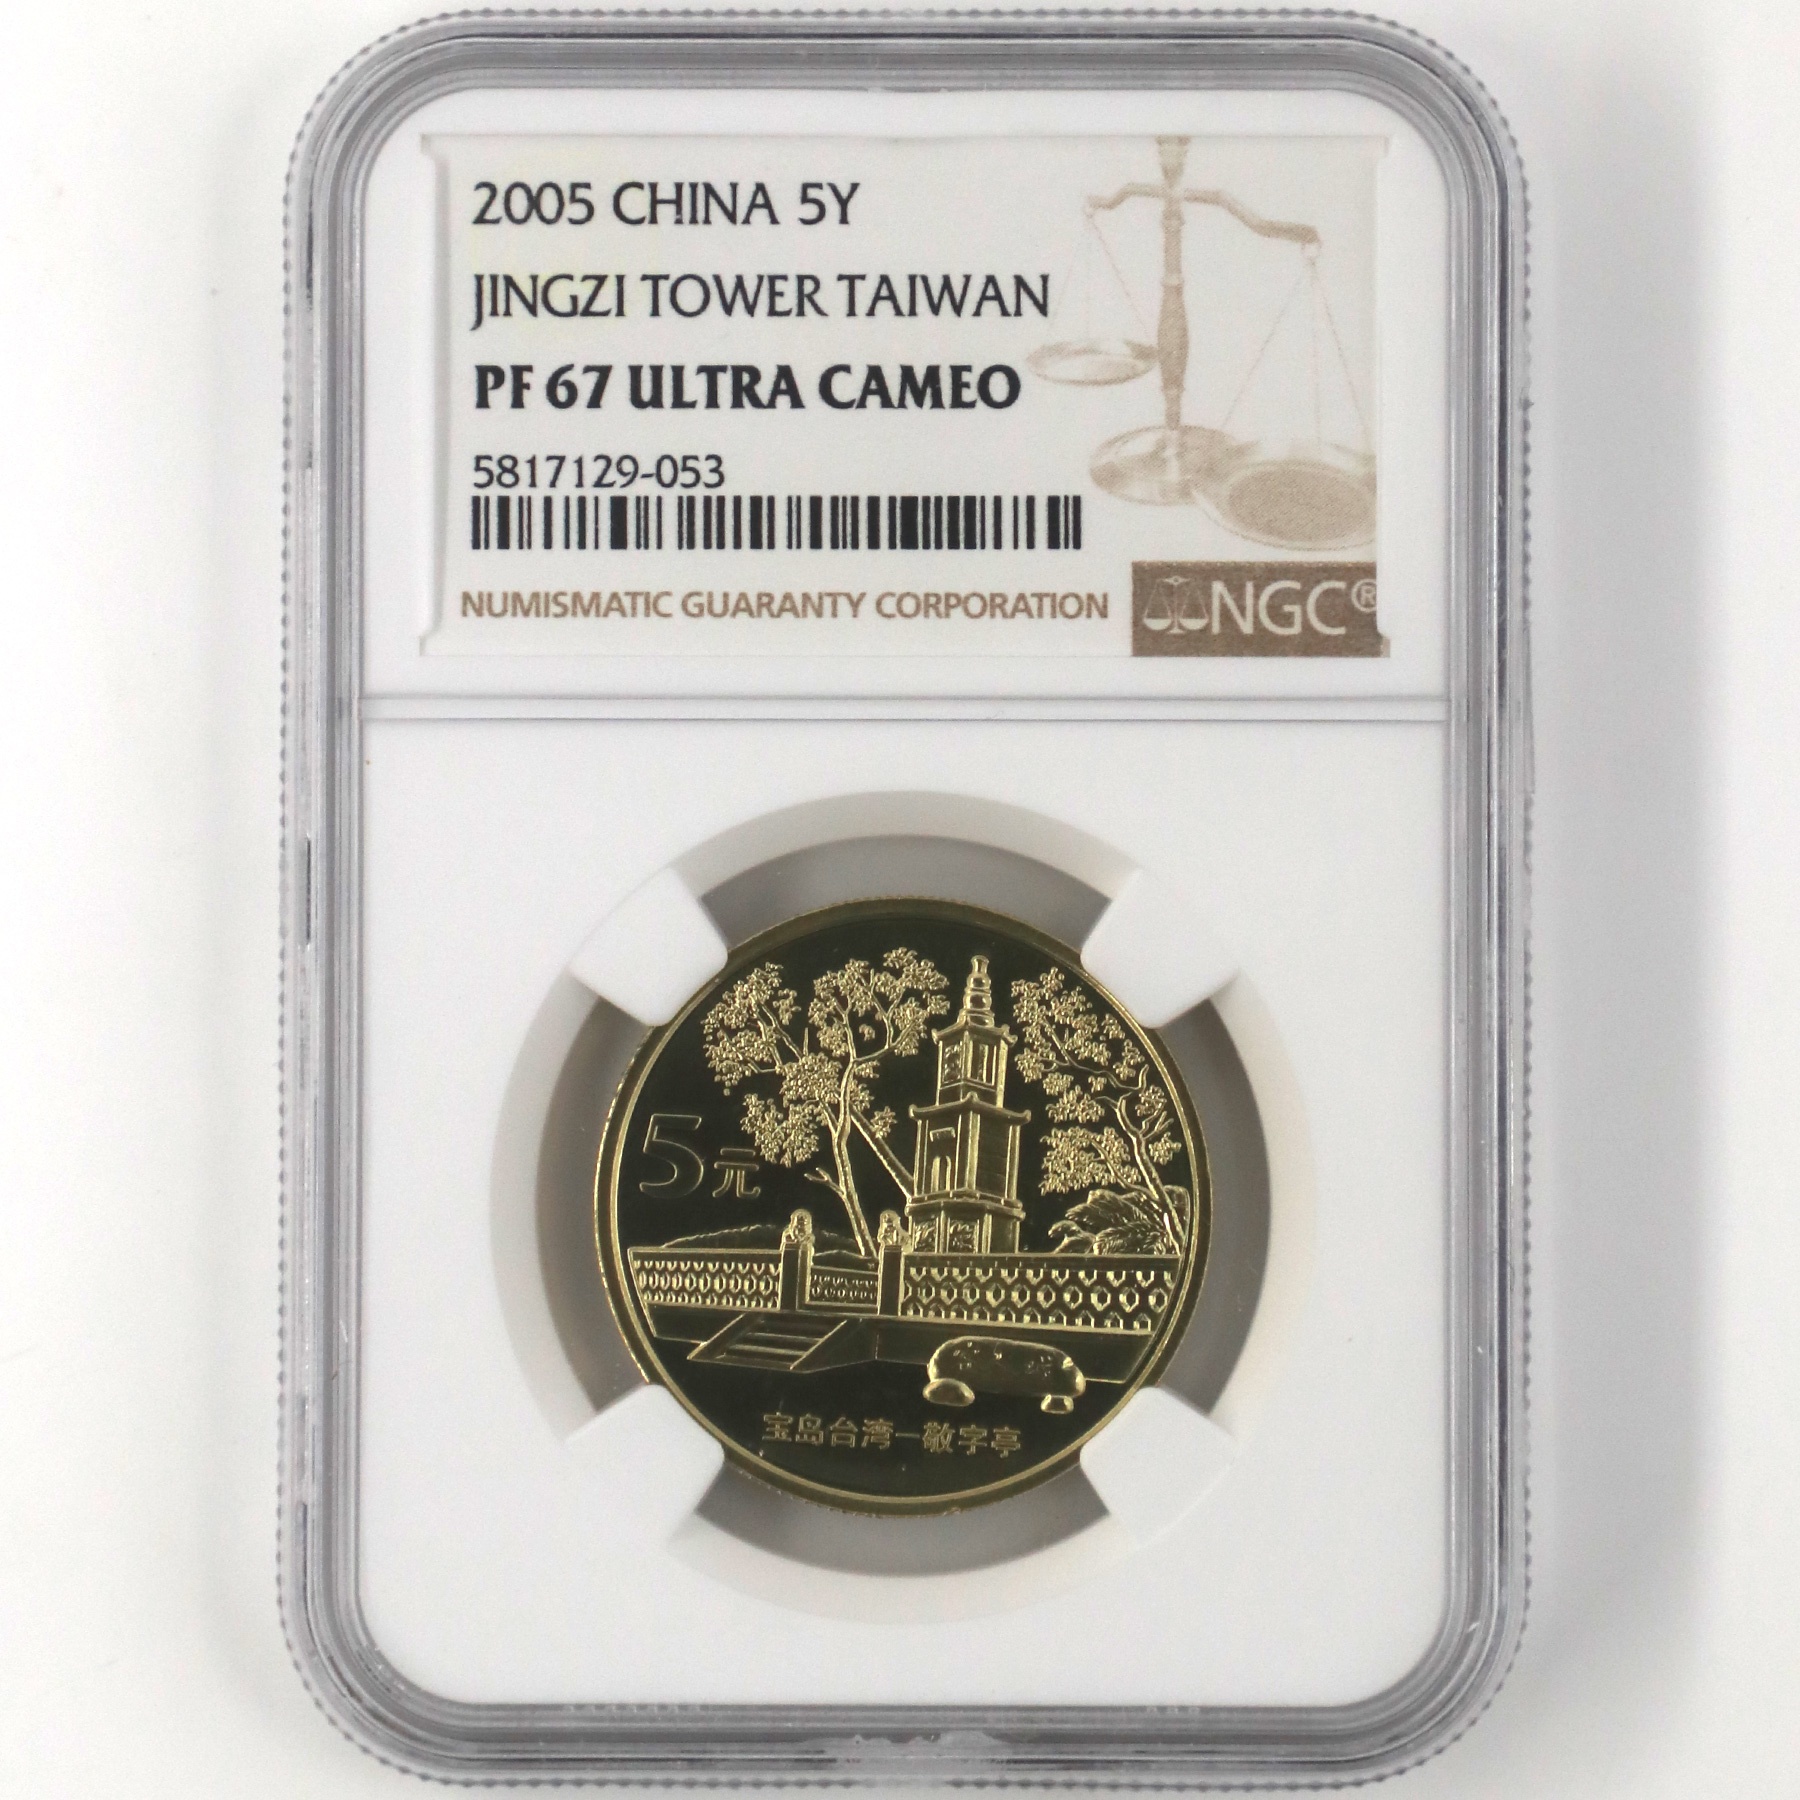 2005 CHINA 5Y
JINGZI TOWER TAIWAN
PF 67 ULTRA CAMEO
5817129-053
NUMISMATIC GUARANTY CORPORATION
NGC®
5元
宝岛台湾—敬字亭